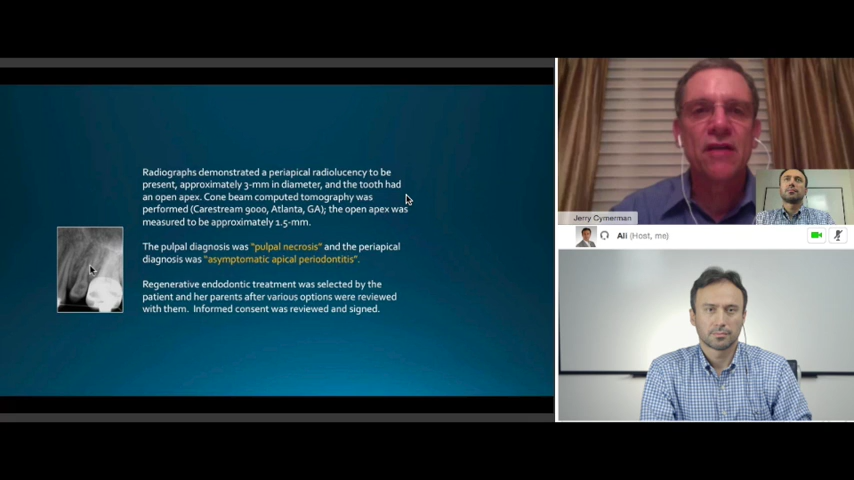 Radiographs demonstrated a periapical radiolucency to be
present, approximately 3-mm in diameter, and the tooth had
an open apex. Cone beam computed tomography was
performed (Carestream 9000, Atlanta, GA); the open apex was
measured to be approximately 1.5-mm.
The pulpal diagnosis was "pulpal necrosis" and the periapical
diagnosis was "asymptomatic apical periodontitis".
Regenerative endodontic treatment was selected by the
patient and her parents after various options were reviewed
with them. Informed consent was reviewed and signed.
Jerry Cymerman
Ali (Host, me)